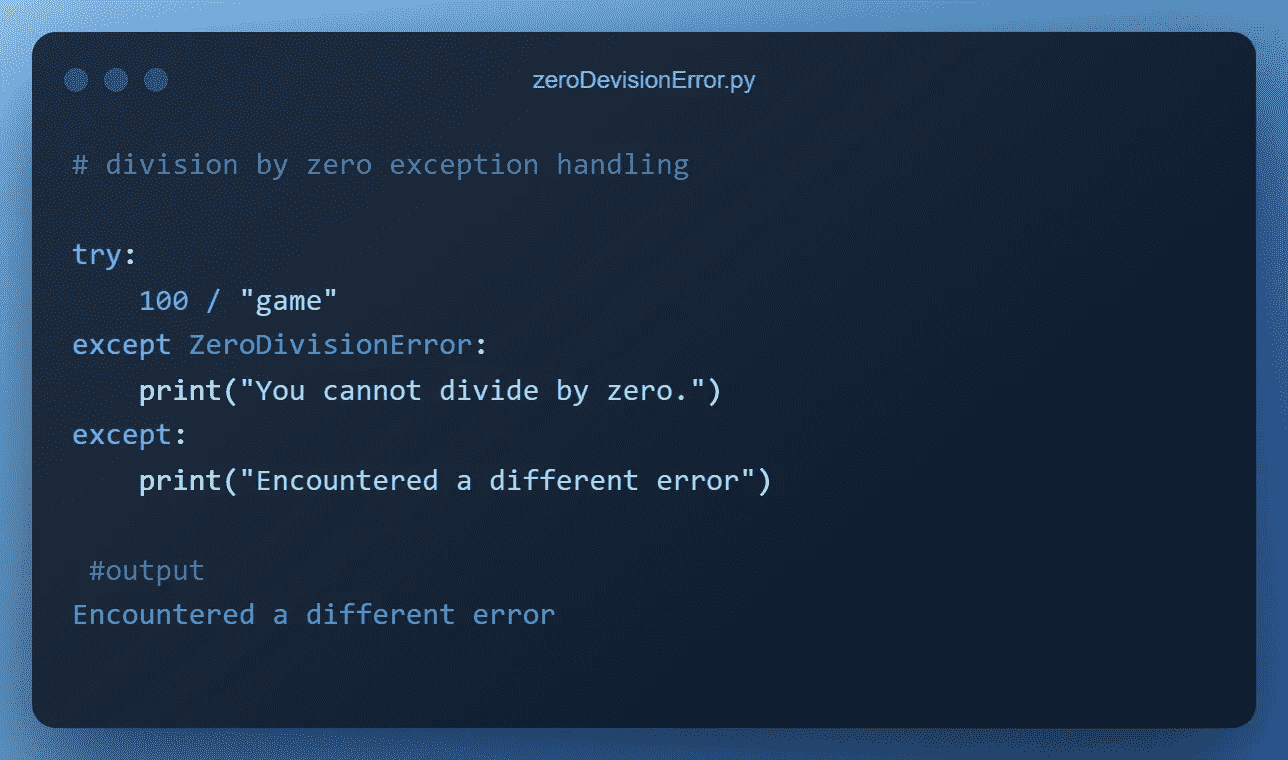 zeroDevisionError.py
# division by zero exception handling
try:
    100 / "game"
except ZeroDivisionError:
    print("You cannot divide by zero.")
except:
    print("Encountered a different error")
 #output
Encountered a different error